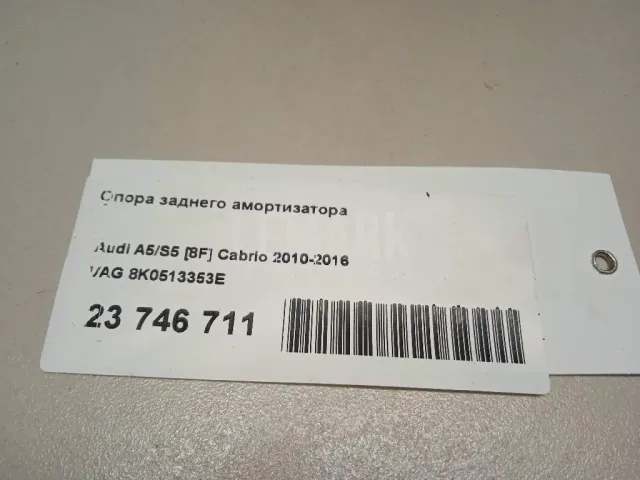 Опора заднего амортизатора
Audi A5/S5 [8F] Cabrio 2010-2016
VAG 8K0513353E
23 746 711